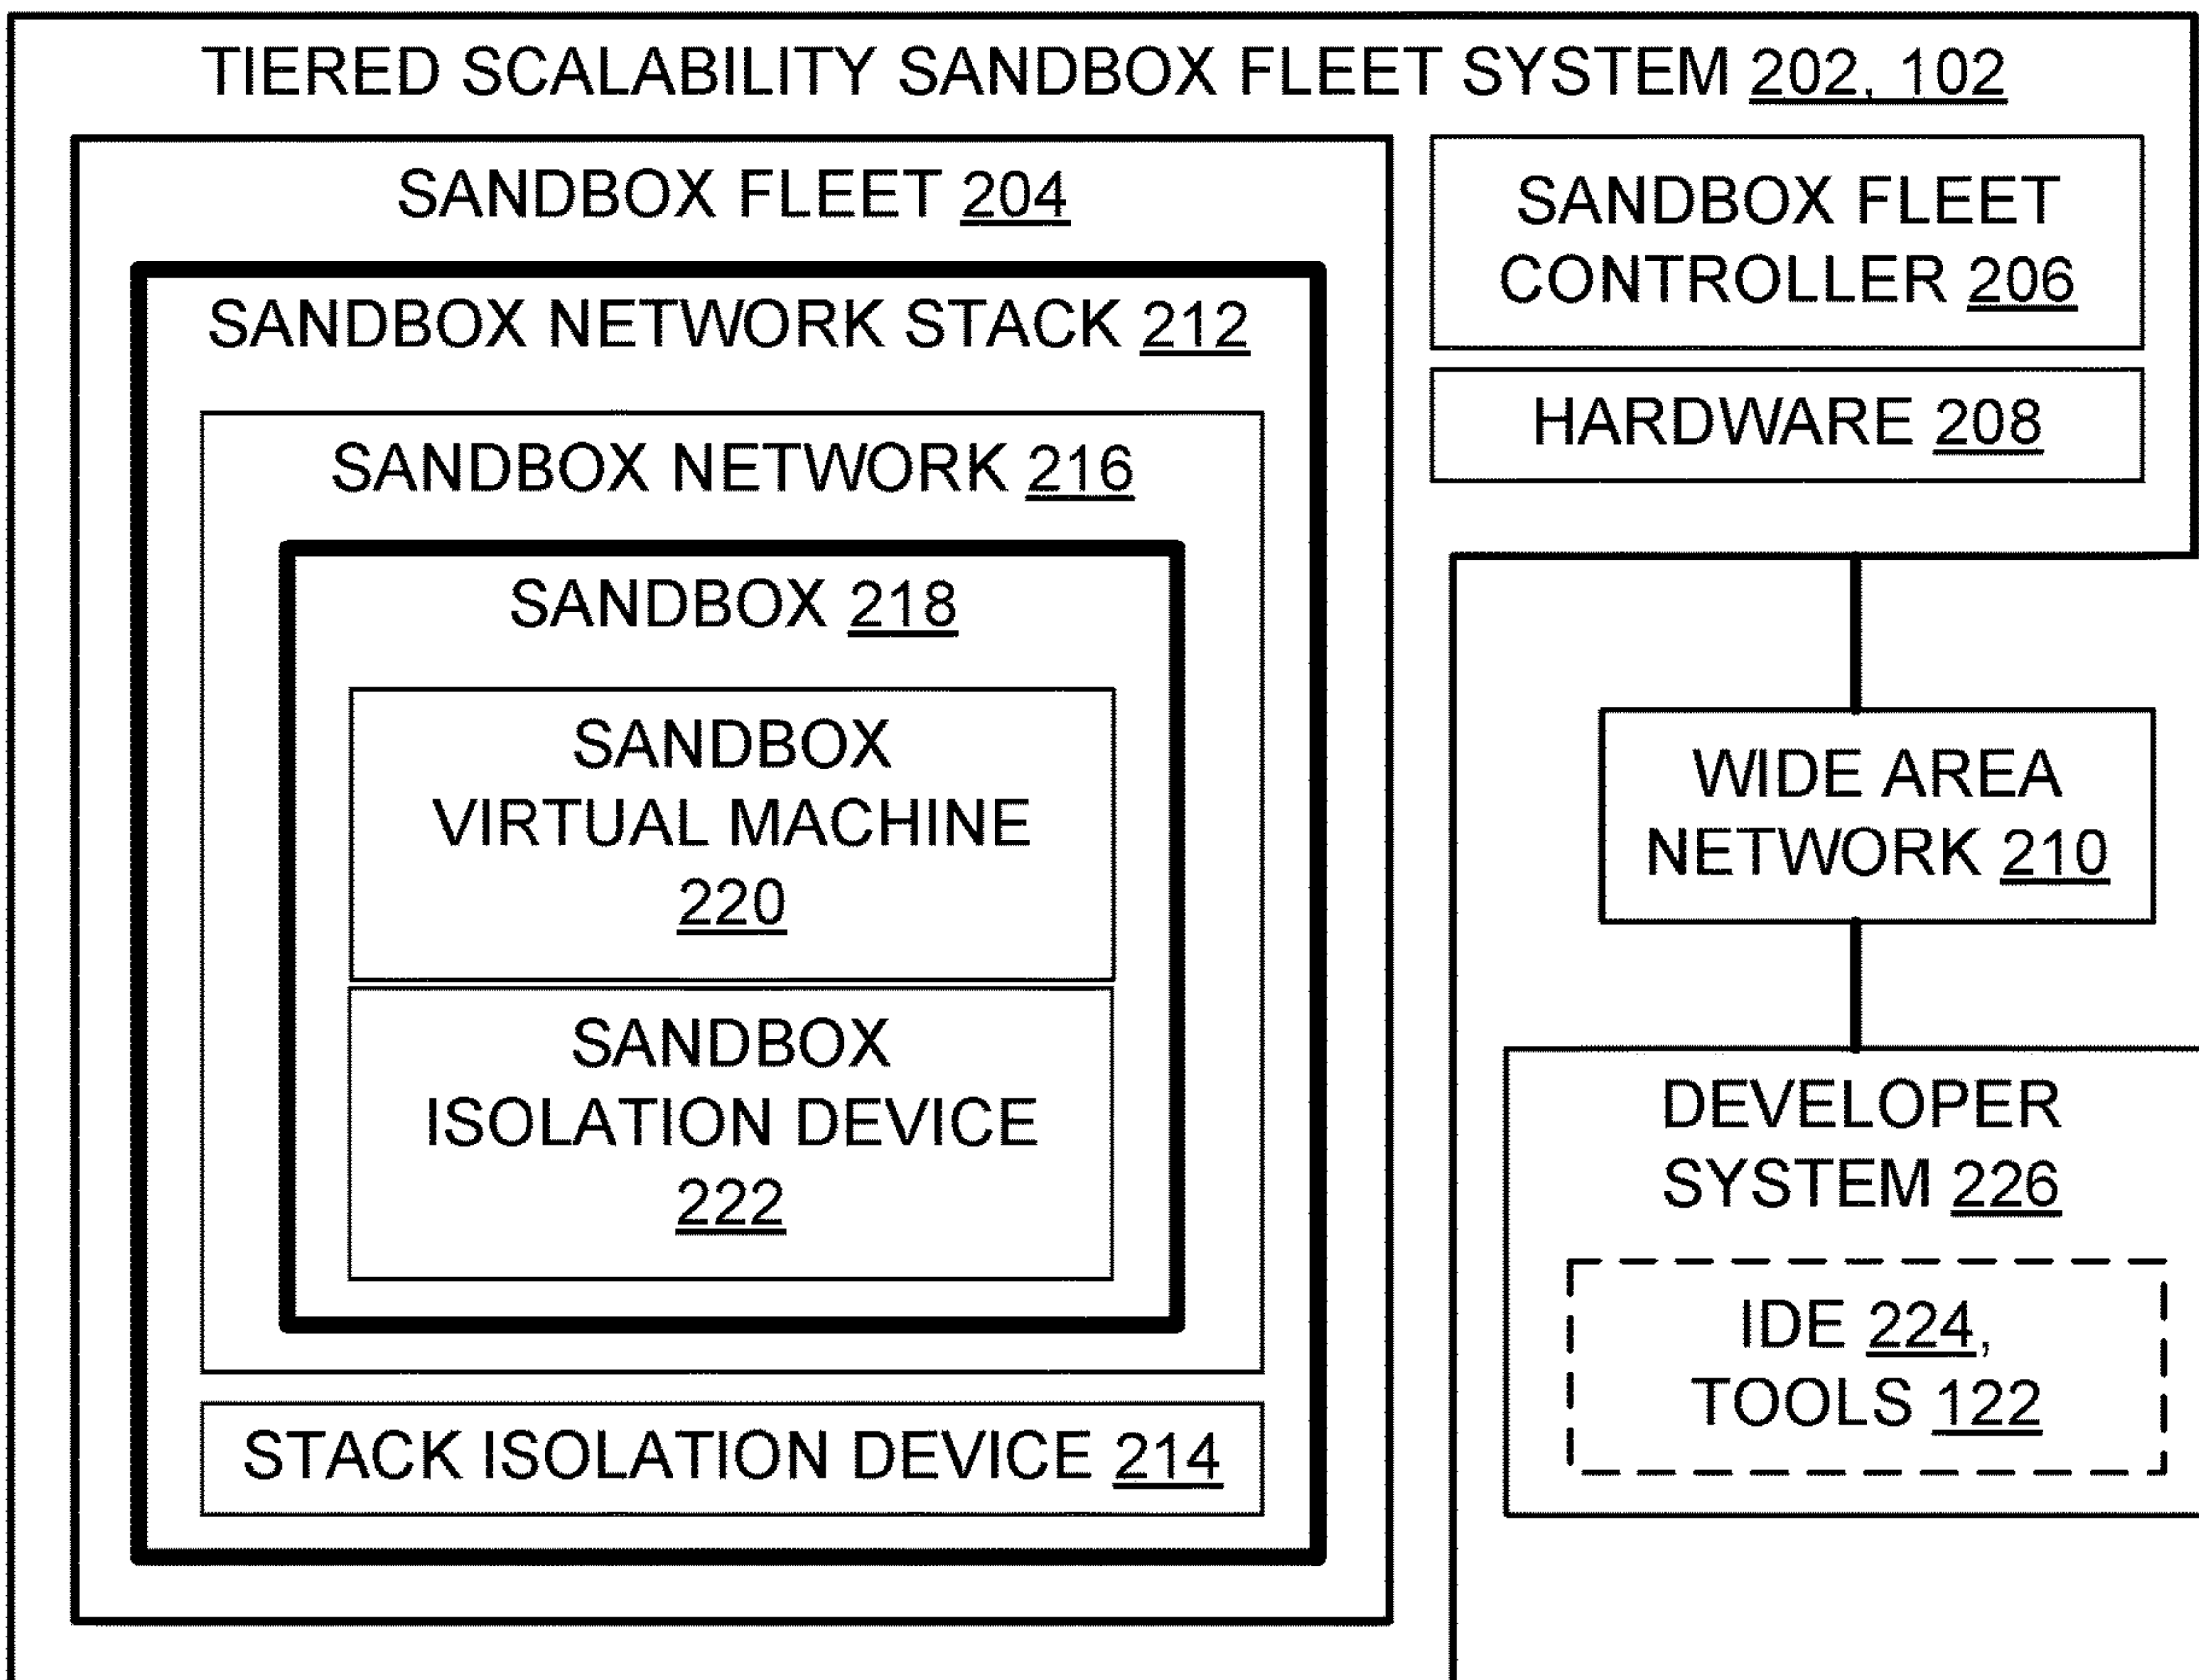 TIERED SCALABILITY SANDBOX FLEET SYSTEM 202, 102
SANDBOX FLEET 204
SANDBOX NETWORK STACK 212
SANDBOX NETWORK 216
SANDBOX 218
SANDBOX
VIRTUAL MACHINE
220
SANDBOX
ISOLATION DEVICE
222
STACK ISOLATION DEVICE 214
SANDBOX FLEET
CONTROLLER 206
HARDWARE 208
WIDE AREA
NETWORK 210
DEVELOPER
SYSTEM 226
IDE 224,
TOOLS 122